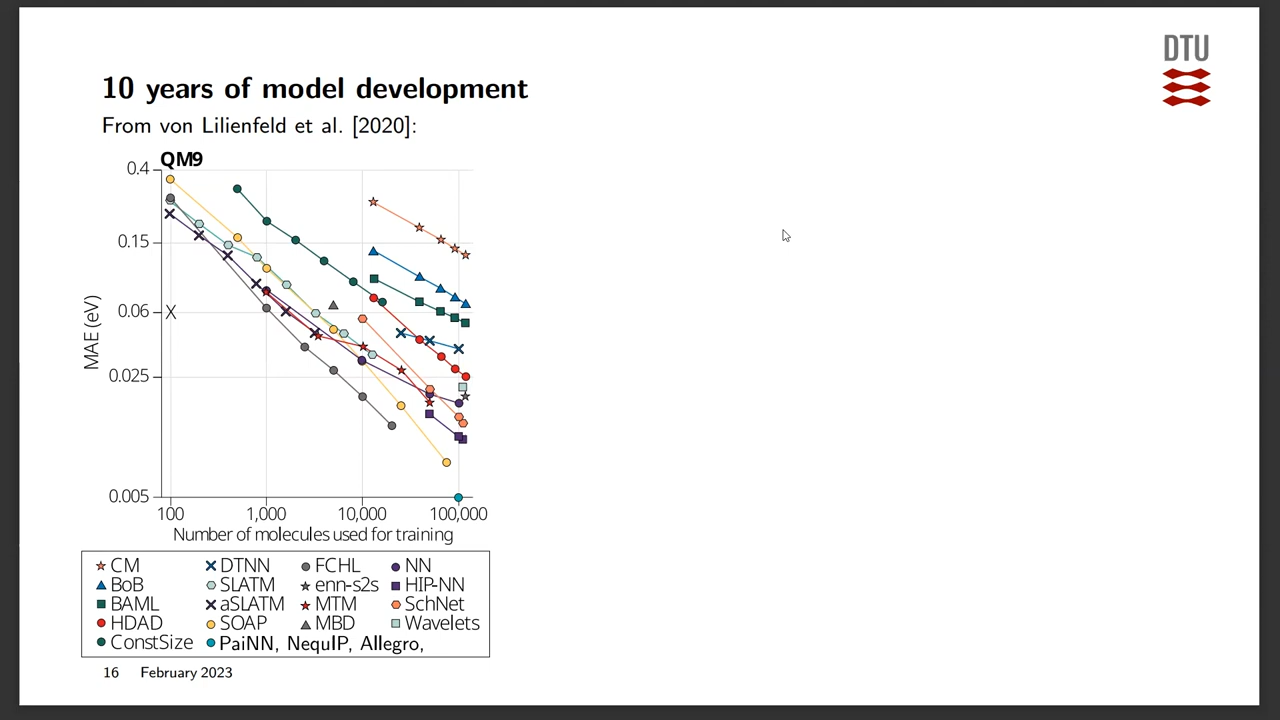 DTU
10 years of model development
From von Lilienfeld et al. [2020]:
QM9
0.4
0.15
0.06
X
0.025
0.005
MAE (eV)
100 1,000 10,000 100,000
Number of molecules used for training
CM DTNN FCHL NN
BoB SLATM enn-s2s HIP-NN
BAML aSLATM MTM SchNet
HDAD SOAP MBD Wavelets
ConstSize PaiNN, NequIP, Allegro,
16 February 2023